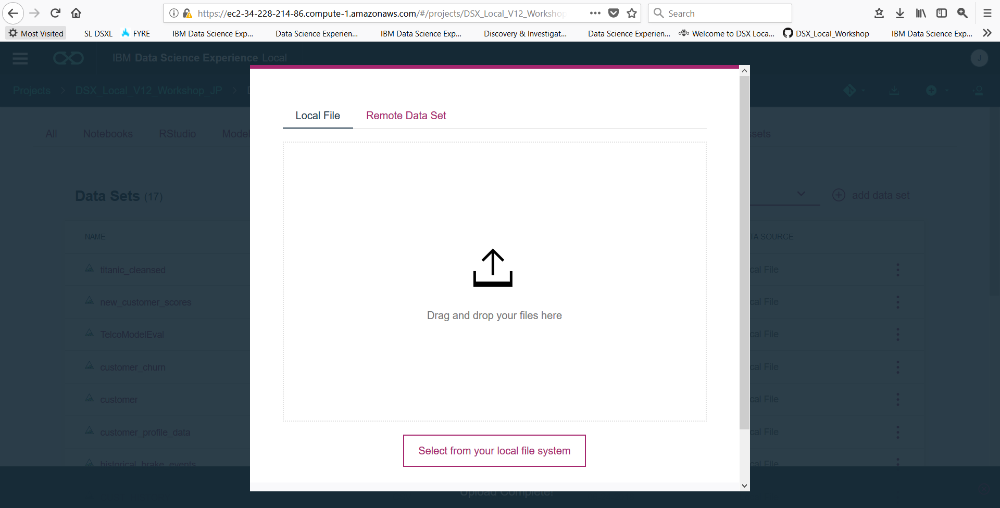 https://ec2-34-228-214-86.compute-1.amazonaws.com/#/projects/DSX_Local_V12_Workshop
Search
Most Visited
SL DSXL
FYRE
IBM Data Science Exp...
Data Science Experien...
IBM Data Science Exp...
Discovery & Investigat...
Data Science Experien...
Welcome to DSX Loca...
DSX_Local_Workshop
IBM Data Science Exp...
IBM Data Science Experience Local
J
Projects > DSX_Local_V12_Workshop_JP >
Local File
Remote Data Set
All
Notebooks
RStudio
Model
sets
Data Sets (17)
add data set
NAME
TA SOURCE
titanic_cleansed
cal File
new_customer_scores
cal File
TelcoModelEval
cal File
customer_churn
cal File
customer
cal File
customer_profile_data
cal File
historical_brake_events
cal File
Drag and drop your files here
Select from your local file system
Upload Complete!